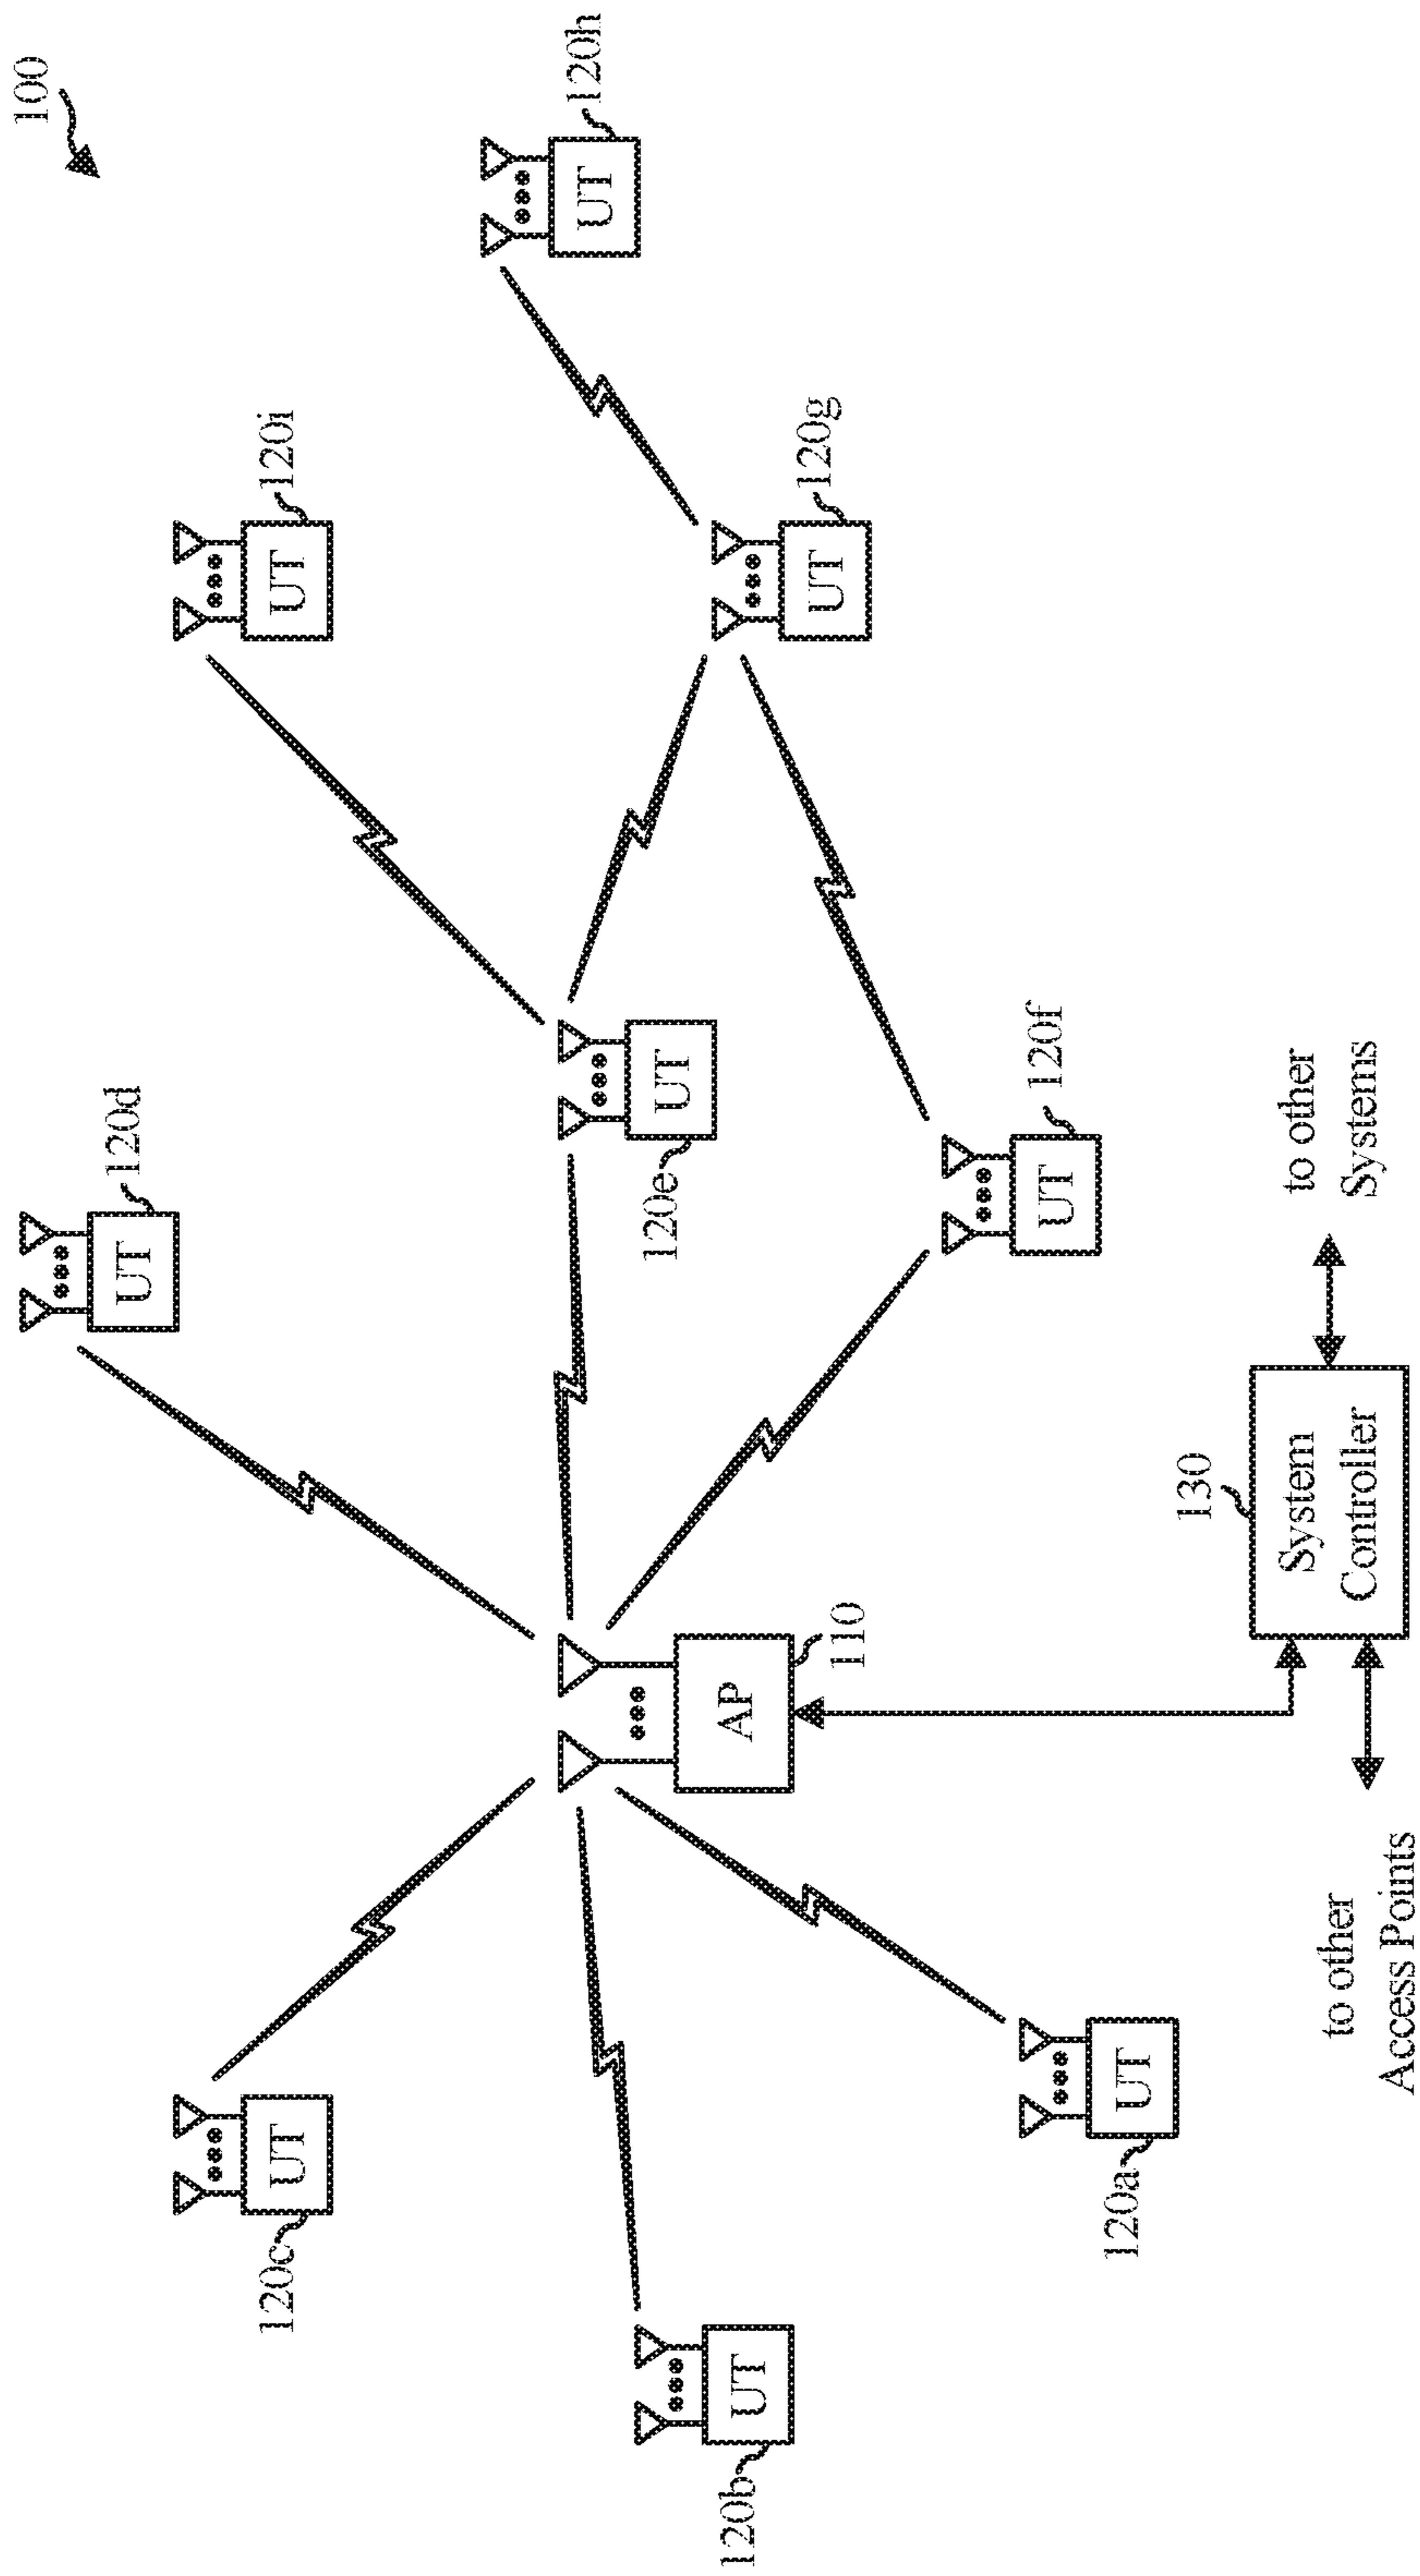 100
120d
UT
120i
UT
120c
UT
120h
UT
120e
UT
120b
UT
AP
110
120g
UT
120f
UT
120a
UT
130
System
Controller
to other
Systems
to other
Access Points